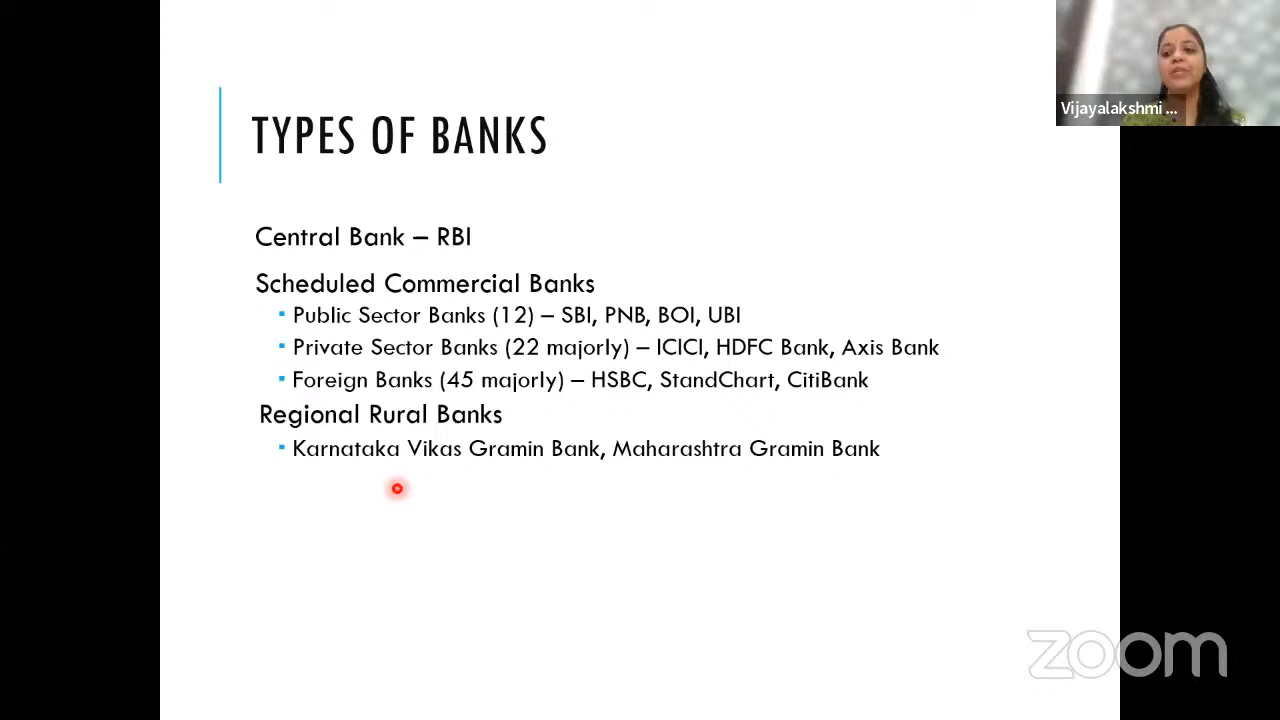 Vijayalakshmi ...
TYPES OF BANKS
Central Bank – RBI
Scheduled Commercial Banks
▪ Public Sector Banks (12) – SBI, PNB, BOI, UBI
▪ Private Sector Banks (22 majorly) – ICICI, HDFC Bank, Axis Bank
▪ Foreign Banks (45 majorly) – HSBC, StandChart, CitiBank
Regional Rural Banks
▪ Karnataka Vikas Gramin Bank, Maharashtra Gramin Bank
zoom